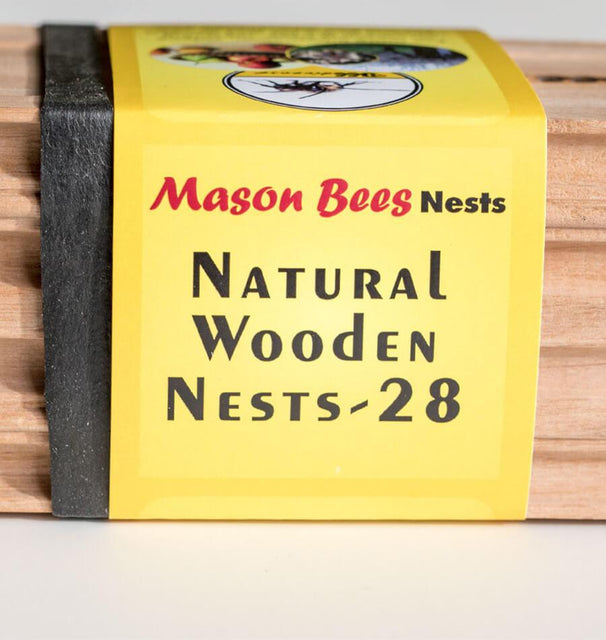 Mason Bees Nests
Natural
Wooden
Nests-28